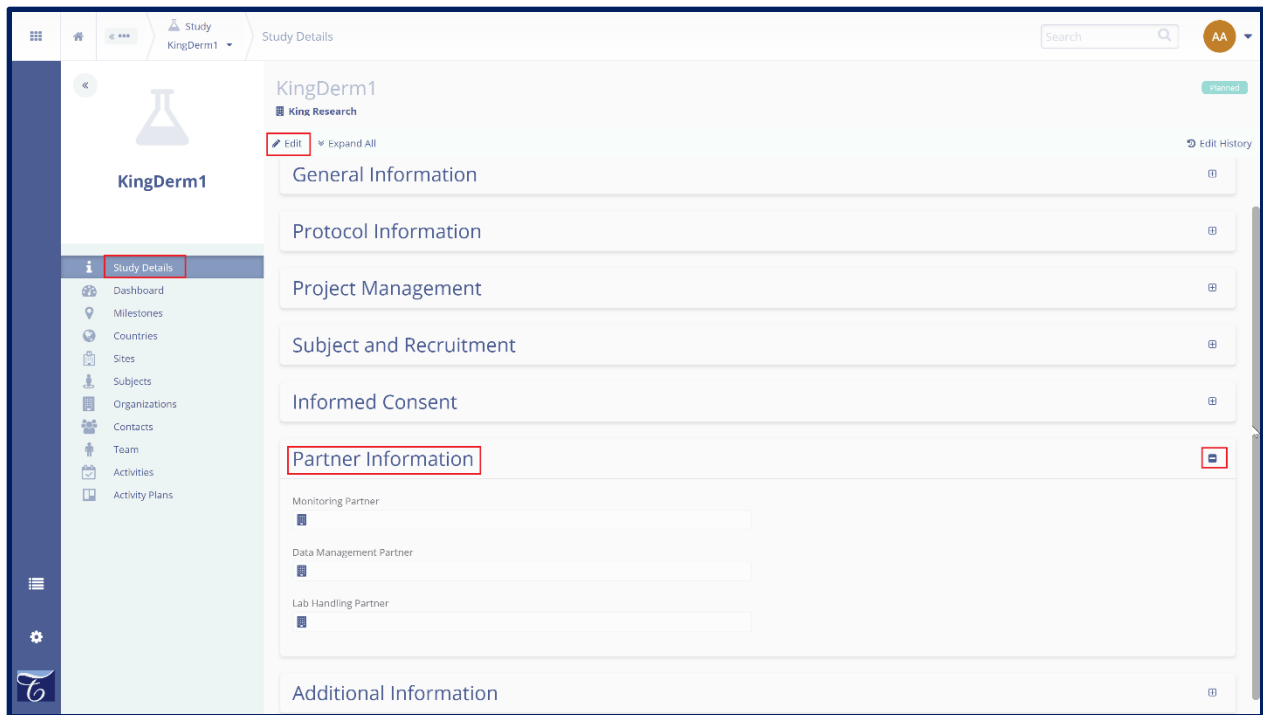 Study
KingDerm1
Study Details
Search
AA
KingDerm1
King Research
Planned
Edit
Expand All
Edit History
KingDerm1
Study Details
Dashboard
Milestones
Countries
Sites
Subjects
Organizations
Contacts
Team
Activities
Activity Plans
General Information
Protocol Information
Project Management
Subject and Recruitment
Informed Consent
Partner Information
Monitoring Partner
Data Management Partner
Lab Handling Partner
Additional Information